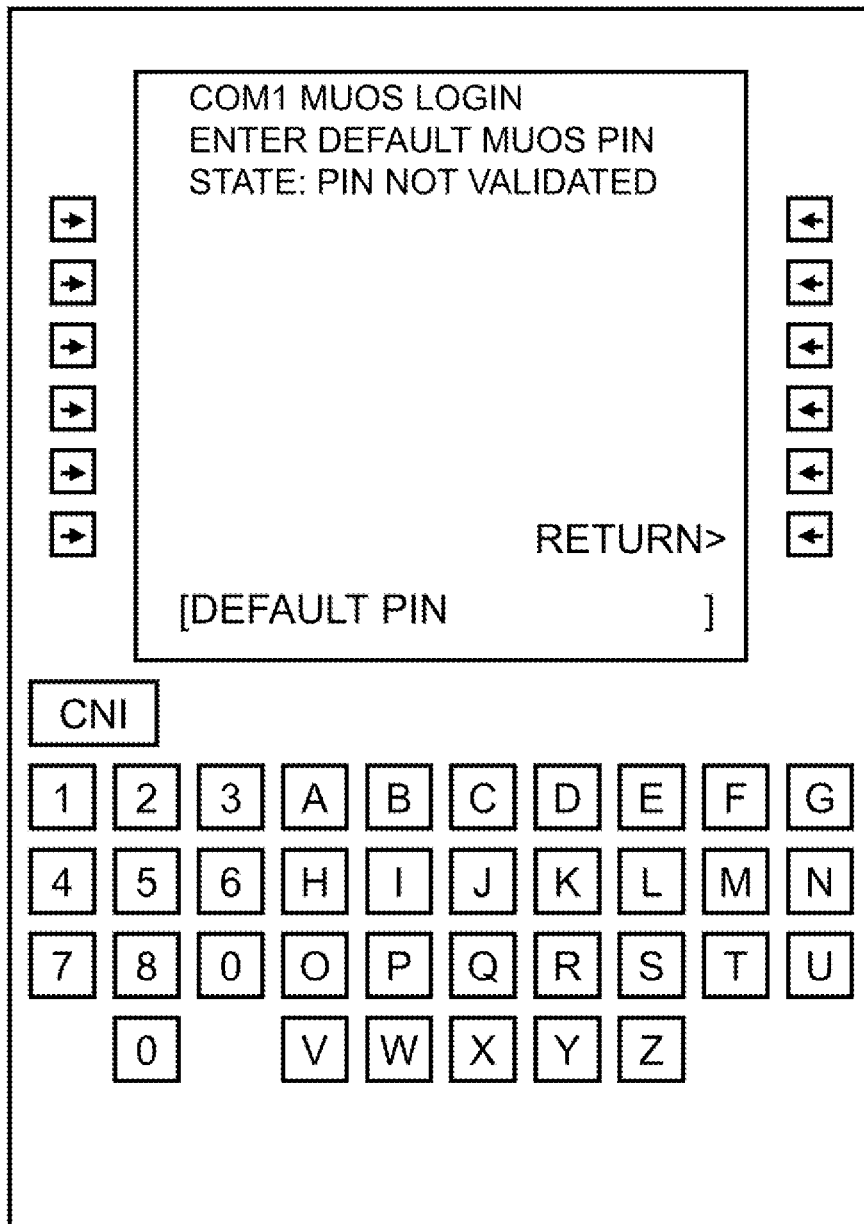 COM1 MUOS LOGIN
ENTER DEFAULT MUOS PIN
STATE: PIN NOT VALIDATED
RETURN>
[DEFAULT PIN ]
CNI
1 2 3 A B C D E F G
4 5 6 H I J K L M N
7 8 0 O P Q R S T U
0 V W X Y Z